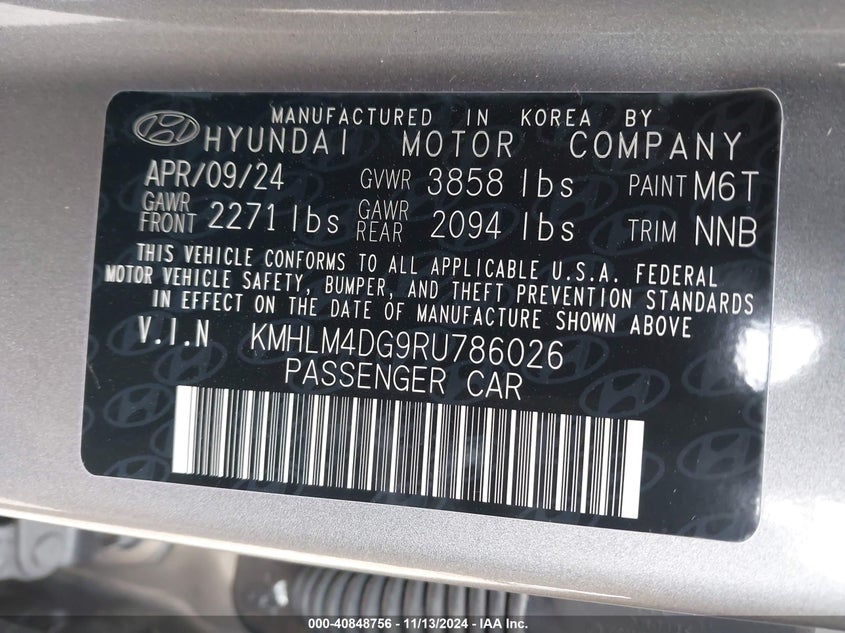 MANUFACTURED IN KOREA BY
HYUNDAI MOTOR COMPANY
APR/09/24 GVWR 3858 lbs PAINT M6T
GAWR FRONT 2271 lbs GAWR REAR 2094 lbs TRIM NNB
THIS VEHICLE CONFORMS TO ALL APPLICABLE U.S.A. FEDERAL
MOTOR VEHICLE SAFETY, BUMPER, AND THEFT PREVENTION STANDARDS
IN EFFECT ON THE DATE OF MANUFACTURE SHOWN ABOVE
V.I.N KMHLM4DG9RU786026
PASSENGER CAR
000-40848756 | 11/13/2024 | IAA Inc.